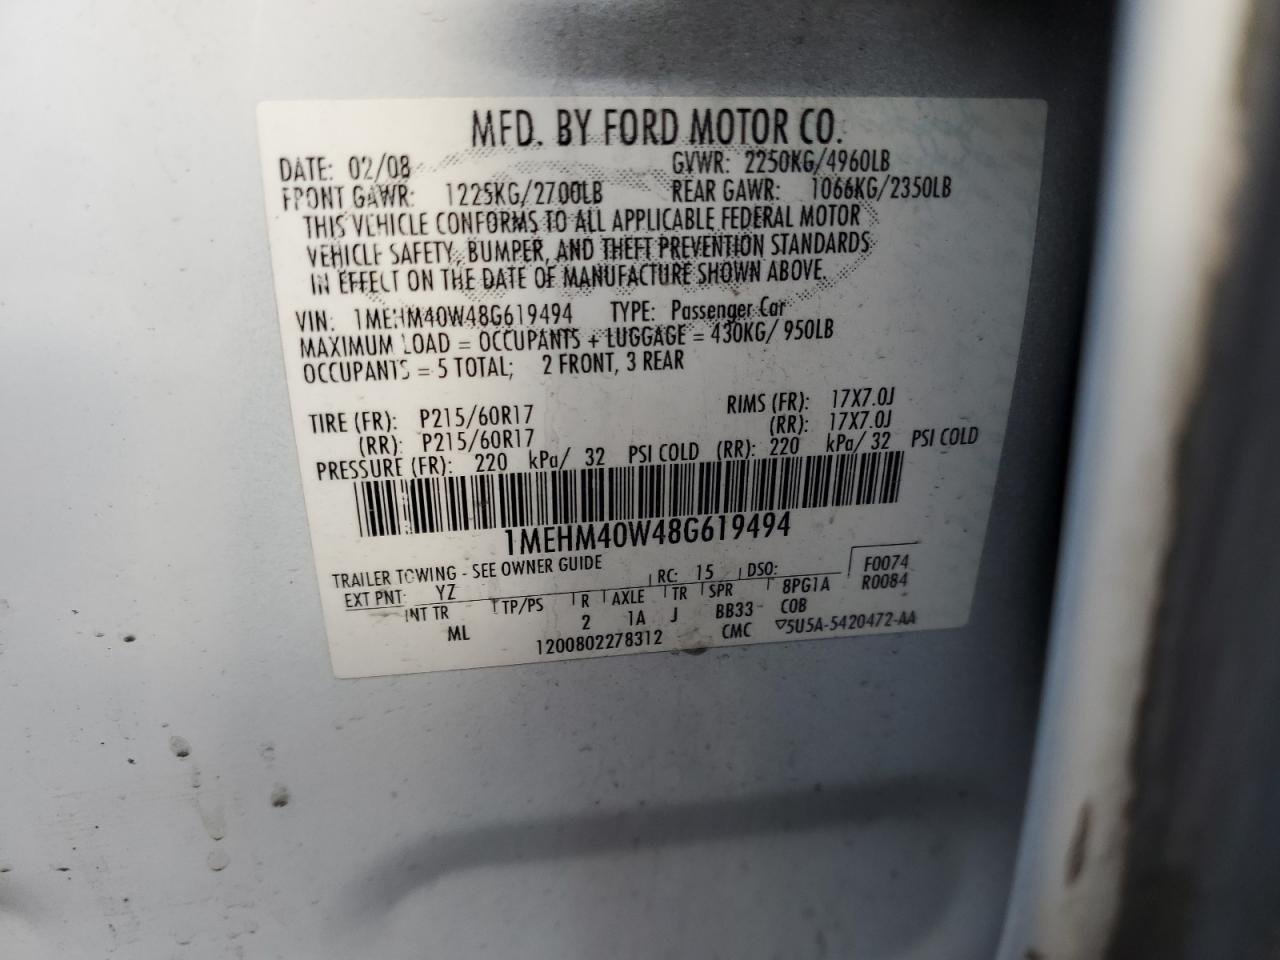 MFD. BY FORD MOTOR CO.
DATE: 02/08 GVWR: 2250KG/4960LB
FRONT GAWR: 1225KG/2700LB REAR GAWR: 1066KG/2350LB
THIS VEHICLE CONFORMS TO ALL APPLICABLE FEDERAL MOTOR
VEHICLE SAFETY, BUMPER, AND THEFT PREVENTION STANDARDS
IN EFFECT ON THE DATE OF MANUFACTURE SHOWN ABOVE.
VIN: 1MEHM40W48G619494 TYPE: Passenger Car
MAXIMUM LOAD = OCCUPANTS + LUGGAGE = 430KG/ 950LB
OCCUPANTS = 5 TOTAL; 2 FRONT, 3 REAR
TIRE (FR): P215/60R17 RIMS (FR): 17X7.0J
(RR): P215/60R17 (RR): 17X7.0J
PRESSURE (FR): 220 kPa/ 32 PSI COLD (RR): 220 kPa/ 32 PSI COLD
1MEHM40W48G619494
TRAILER TOWING - SEE OWNER GUIDE
EXT PNT: YZ RC: 15 DSO: F0074
INT TR TP/PS R AXLE TR SPR 8PG1A R0084
ML 2 1A J BB33 COB
1200802278312 CMC ▽5U5A-5420472-AA